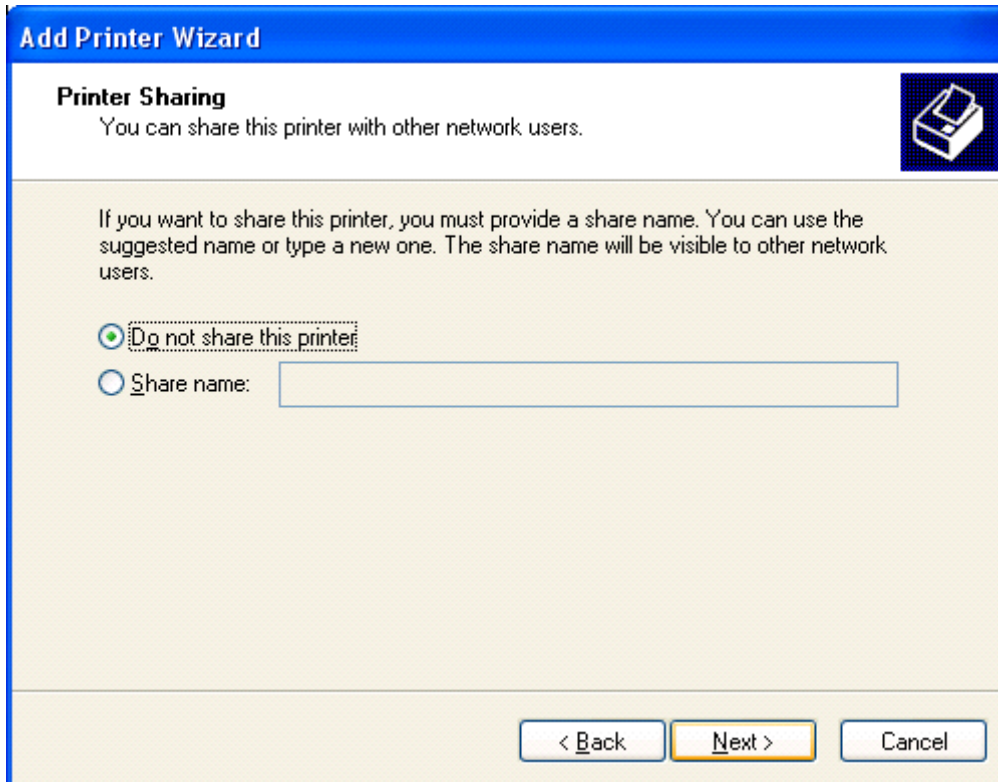 Add Printer Wizard
Printer Sharing
You can share this printer with other network users.
If you want to share this printer, you must provide a share name. You can use the
suggested name or type a new one. The share name will be visible to other network
users.
Do not share this printer
Share name:
< Back Next > Cancel